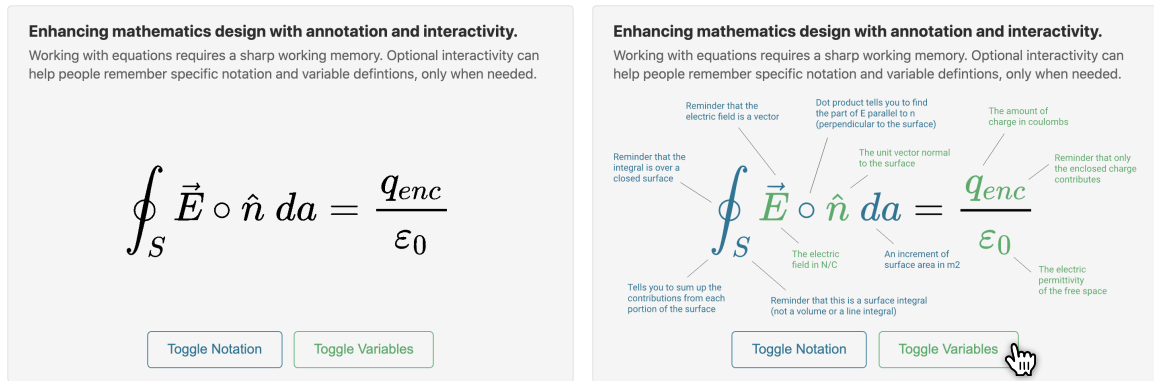 Enhancing mathematics design with annotation and interactivity.
Working with equations requires a sharp working memory. Optional interactivity can
help people remember specific notation and variable defintions, only when needed.
∮_S E⃗ ∘ n̂ da = q_enc / ε_0
Toggle Notation
Toggle Variables
Enhancing mathematics design with annotation and interactivity.
Working with equations requires a sharp working memory. Optional interactivity can
help people remember specific notation and variable defintions, only when needed.
Reminder that the
electric field is a vector
Dot product tells you to find
the part of E parallel to n
(perpendicular to the surface)
The amount of
charge in coulombs
Reminder that the
integral is over a
closed surface
The unit vector normal
to the surface
Reminder that only
the enclosed charge
contributes
∮_S E⃗ ∘ n̂ da = q_enc / ε_0
The electric
field in N/C
An increment of
surface area in m2
The electric
permittivity
of the free space
Tells you to sum up the
contributions from each
portion of the surface
Reminder that this is a surface integral
(not a volume or a line integral)
Toggle Notation
Toggle Variables